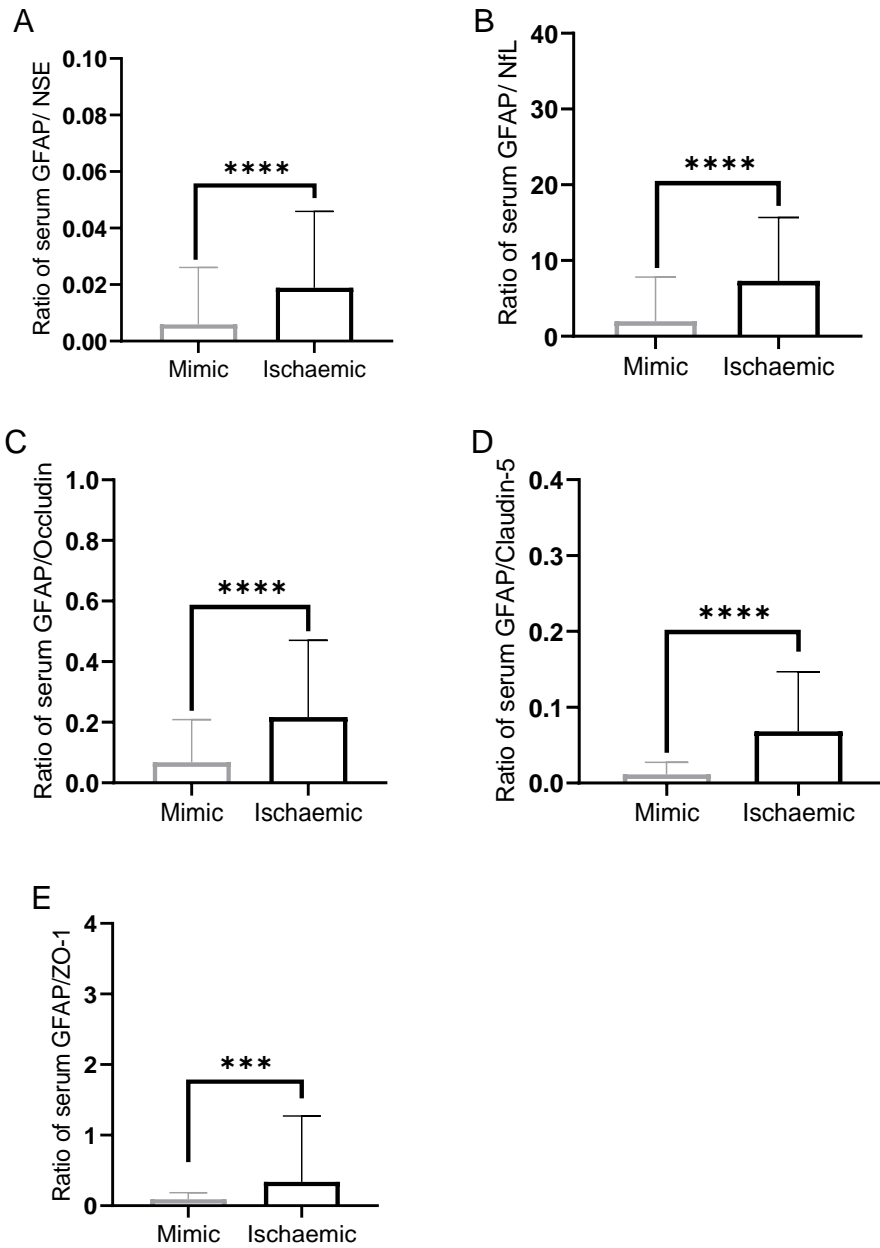 A
Ratio of serum GFAP/ NSE
0.10
0.08
0.06
0.04
0.02
0.00
****
Mimic Ischaemic
B
Ratio of serum GFAP/ NfL
40
30
20
10
0
****
Mimic Ischaemic
C
Ratio of serum GFAP/Occludin
1.0
0.8
0.6
0.4
0.2
0.0
****
Mimic Ischaemic
D
Ratio of serum GFAP/Claudin-5
0.4
0.3
0.2
0.1
0.0
****
Mimic Ischaemic
E
Ratio of serum GFAP/ZO-1
4
3
2
1
0
***
Mimic Ischaemic